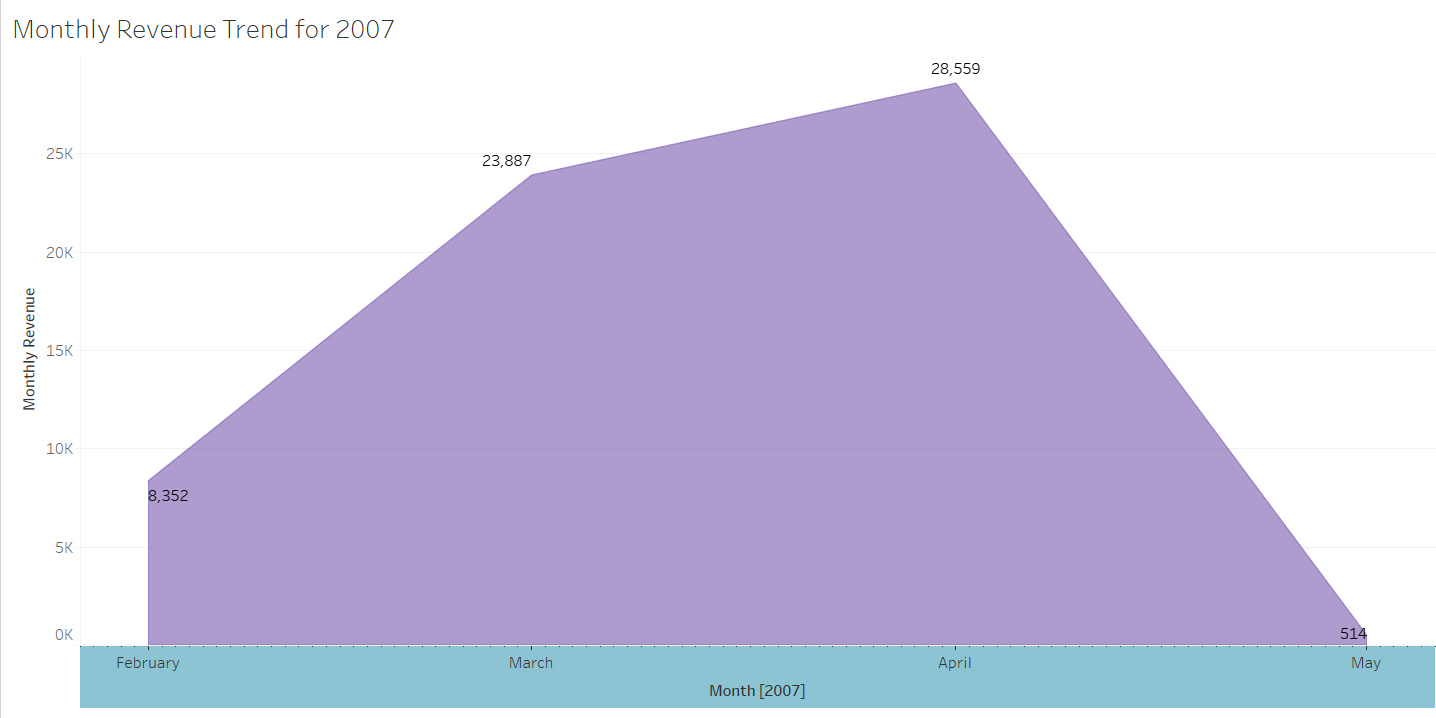 Monthly Revenue Trend for 2007
28,559
25K
23,887
20K
Monthly Revenue
15K
10K
8,352
5K
0K
514
February March April May
Month [2007]